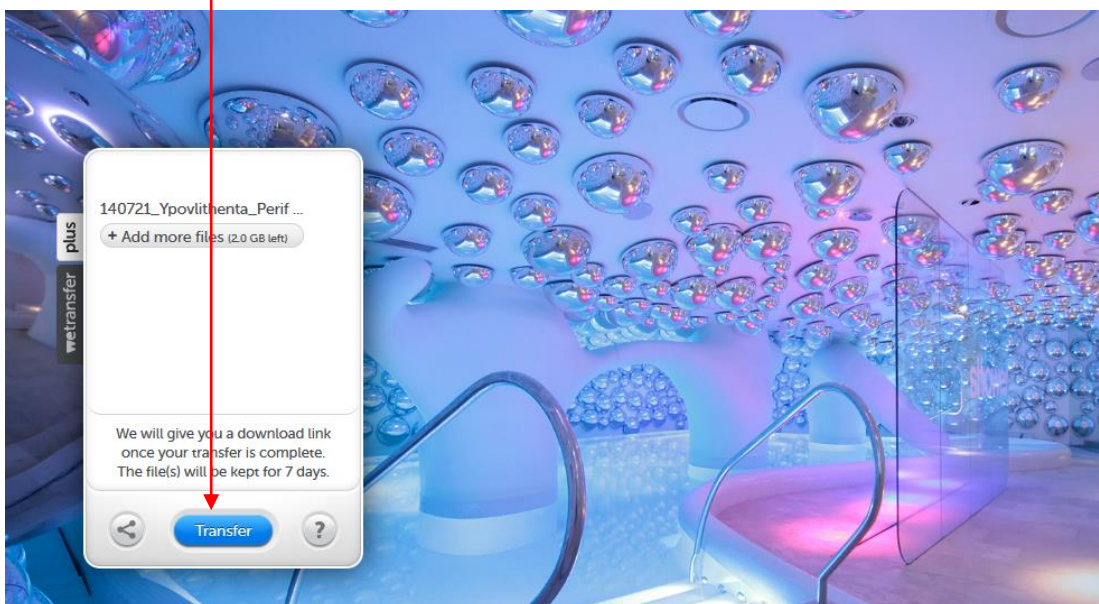 140721_Ypovlithenta_Perif ...
+ Add more files (2.0 GB left)
plus
wetransfer
We will give you a download link
once your transfer is complete.
The file(s) will be kept for 7 days.
Transfer
?